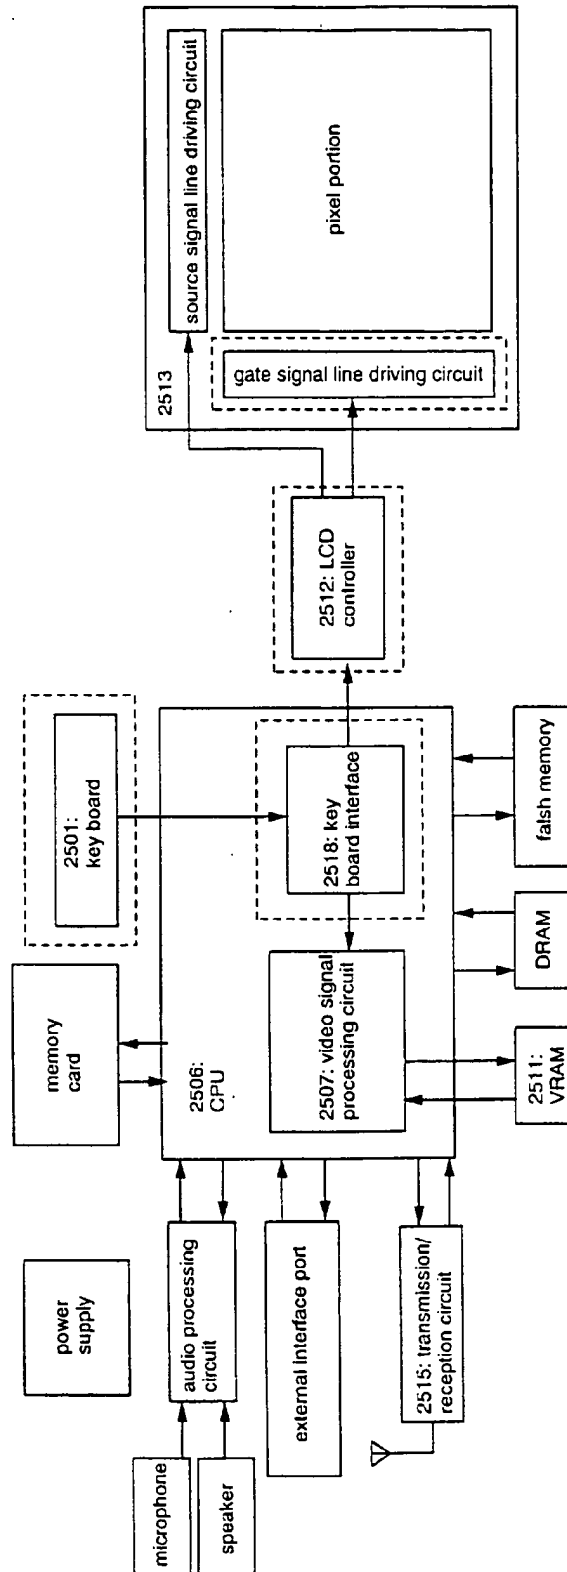 microphone
speaker
power
supply
audio processing
circuit
external interface port
2515: transmission/
reception circuit
memory
card
2506:
CPU
2507: video signal
processing circuit
2511:
VRAM
2501:
key board
2518: key
board interface
DRAM
falsh memory
2512: LCD
controller
2513
source signal line driving circuit
gate signal line driving circuit
pixel portion